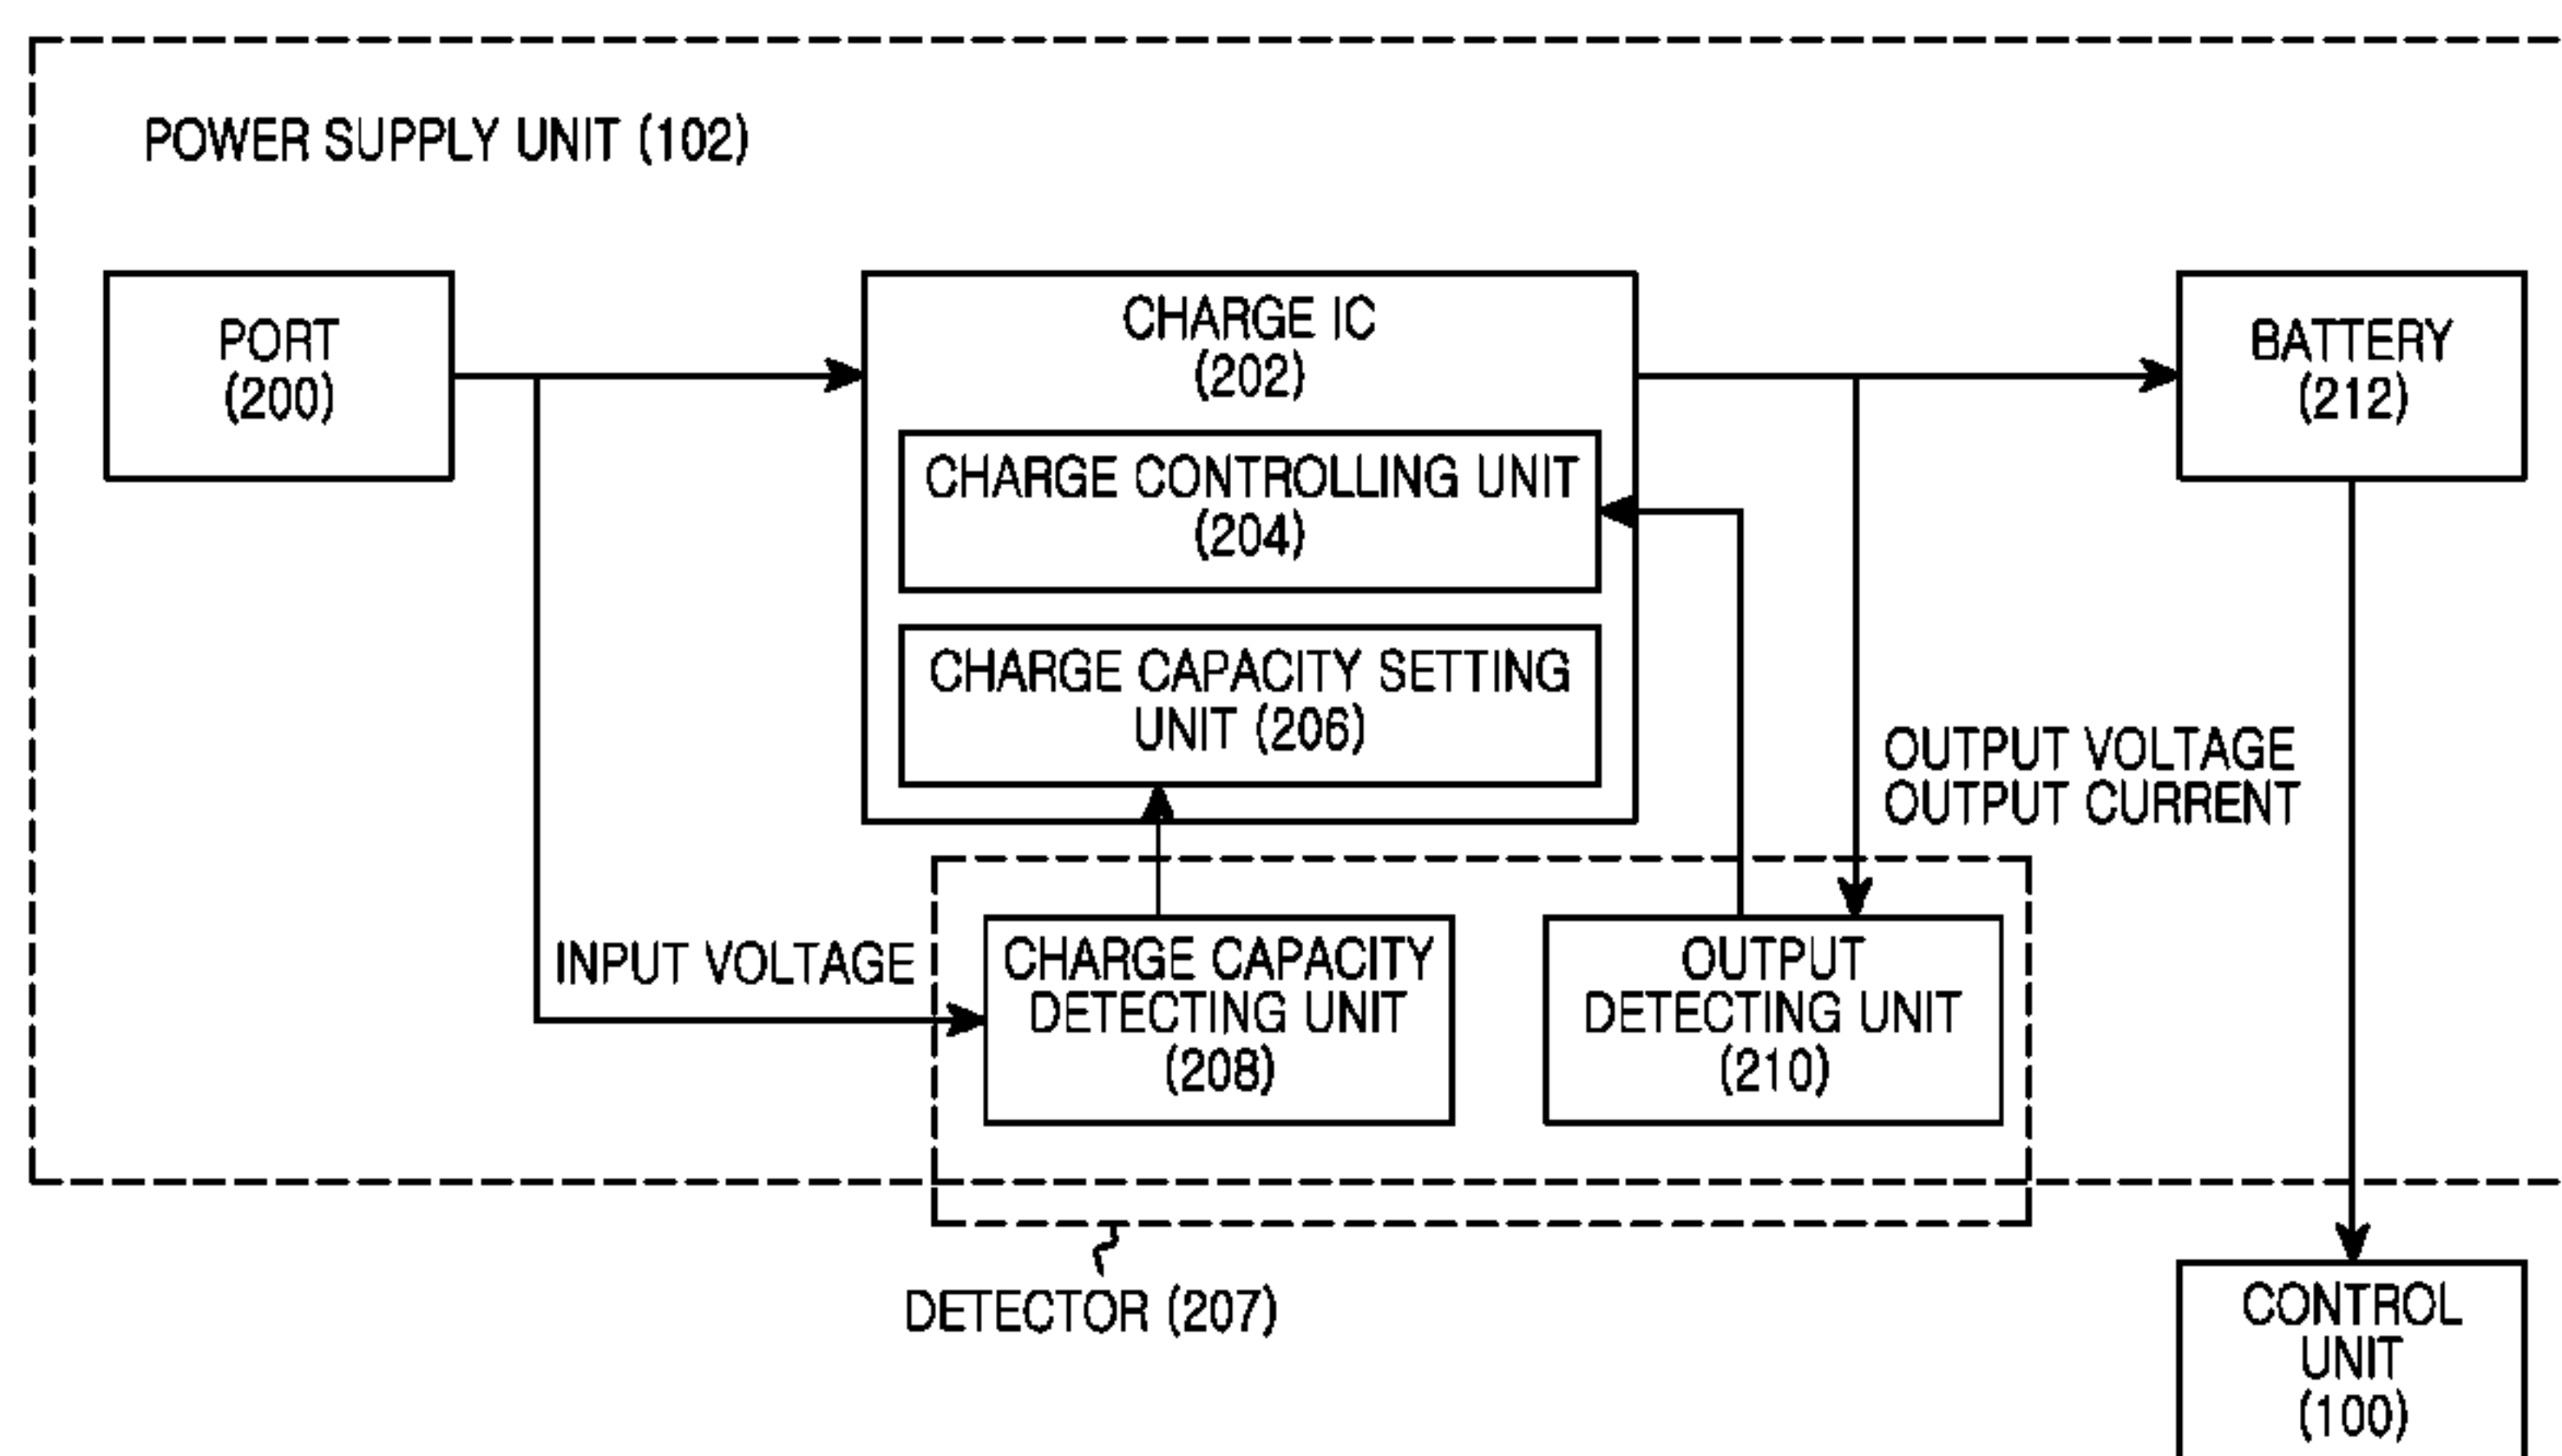 POWER SUPPLY UNIT (102)
PORT
(200)
CHARGE IC
(202)
BATTERY
(212)
CHARGE CONTROLLING UNIT
(204)
CHARGE CAPACITY SETTING
UNIT (206)
OUTPUT VOLTAGE
OUTPUT CURRENT
INPUT VOLTAGE
CHARGE CAPACITY
DETECTING UNIT
(208)
OUTPUT
DETECTING UNIT
(210)
DETECTOR (207)
CONTROL
UNIT
(100)